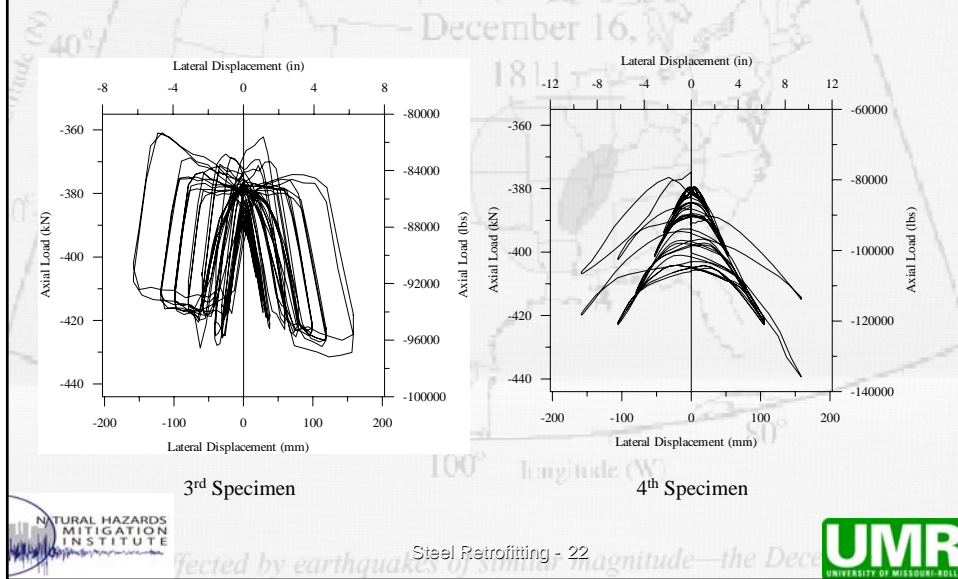 December 16,
1811
40°
Lateral Displacement (in)
-8 -4 0 4 8
-360
-380
-400
-420
-440
Axial Load (kN)
-80000
-84000
-88000
-92000
-96000
-100000
Axial Load (lbs)
-200 -100 0 100 200
Lateral Displacement (mm)
3rd Specimen
Lateral Displacement (in)
-12 -8 -4 0 4 8 12
-360
-380
-400
-420
-440
Axial Load (kN)
-60000
-80000
-100000
-120000
-140000
Axial Load (lbs)
-200 -100 0 100 200
Lateral Displacement (mm)
4th Specimen
100° longitude (W) 80°
NATURAL HAZARDS
MITIGATION
INSTITUTE
Steel Retrofitting - 22
ffected by earthquakes of similar magnitude—the Dece
UMR
UNIVERSITY OF MISSOURI-ROLL